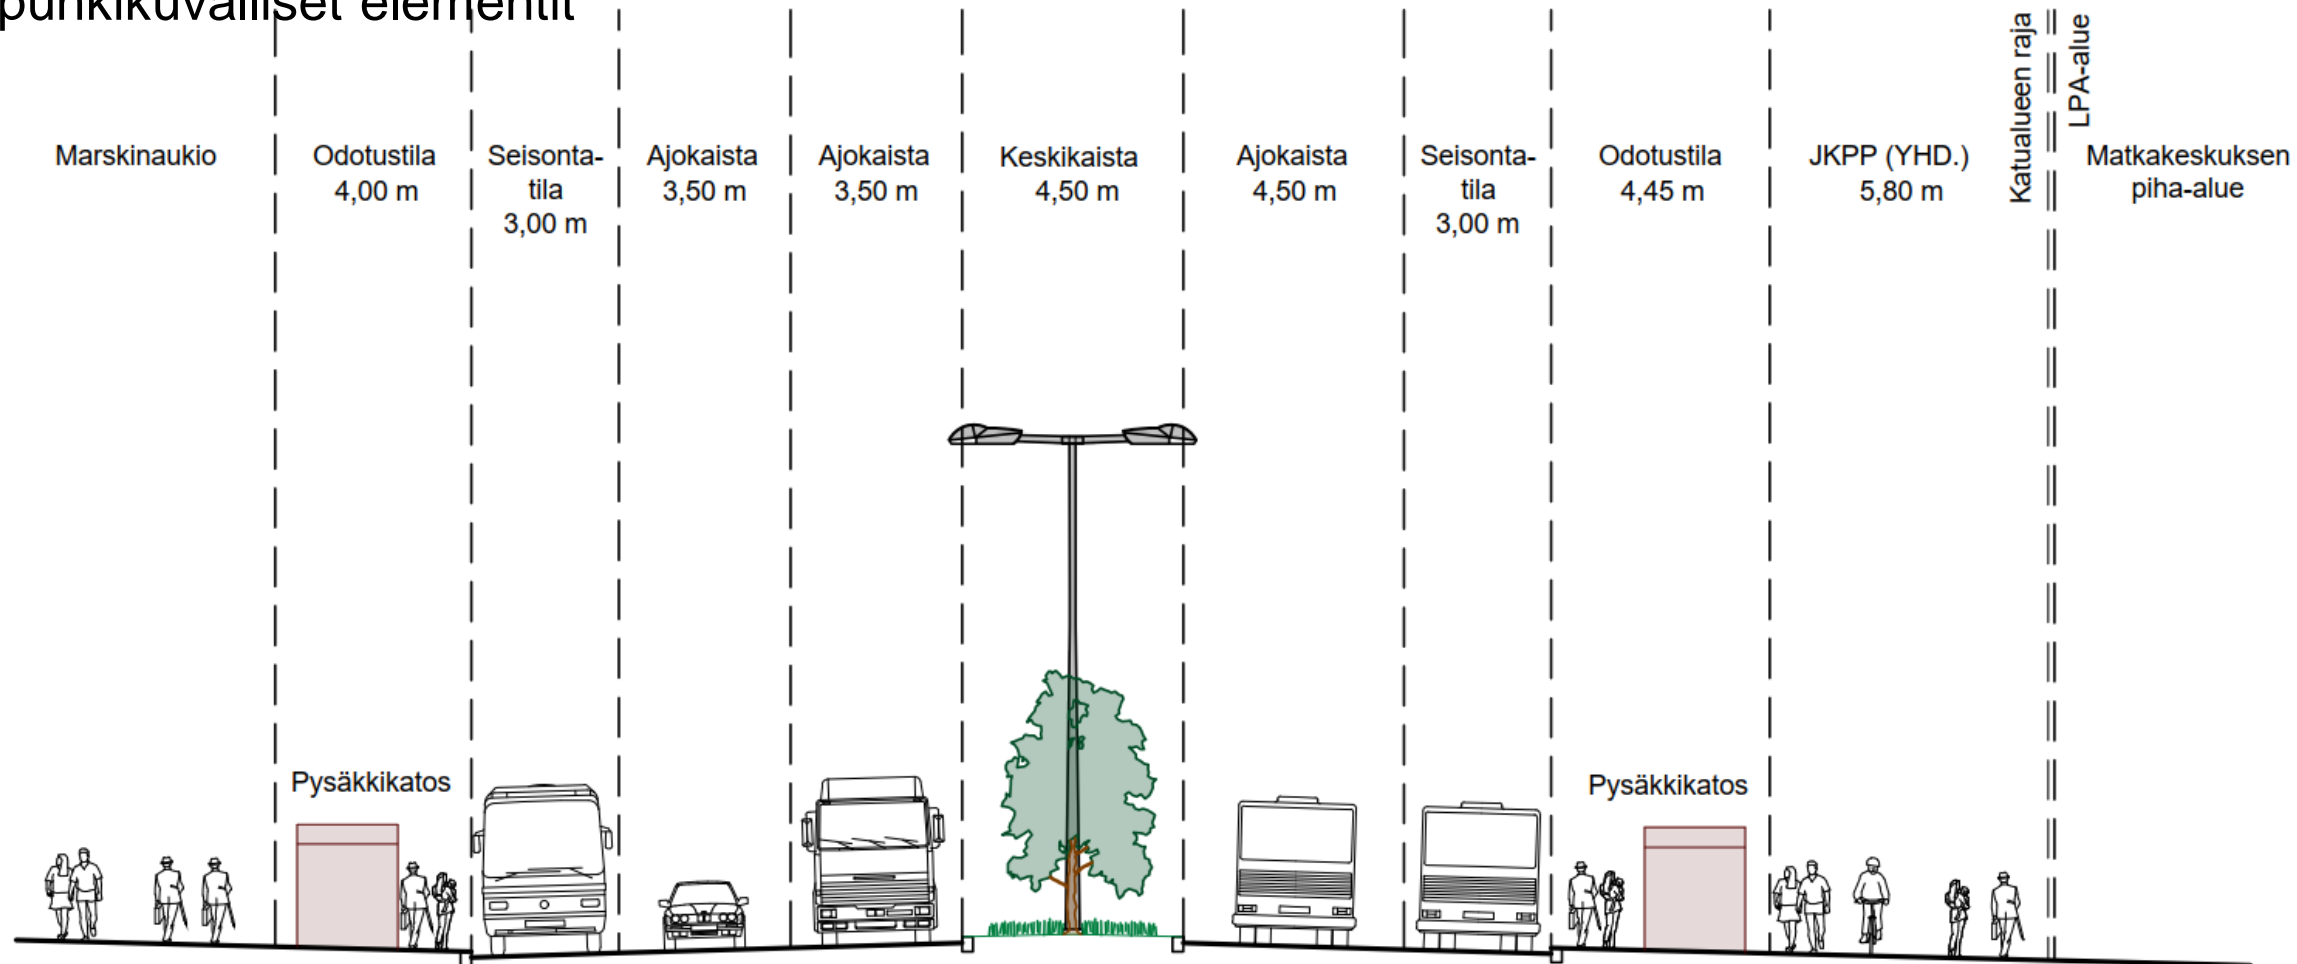 punkikuvalliset elementit
Katualueen raja
LPA-alue
Marskinaukio
Odotustila
4,00 m
Seisonta-
tila
3,00 m
Ajokaista
3,50 m
Ajokaista
3,50 m
Keskikaista
4,50 m
Ajokaista
4,50 m
Seisonta-
tila
3,00 m
Odotustila
4,45 m
JKPP (YHD.)
5,80 m
Matkakeskuksen
piha-alue
Pysäkkikatos
Pysäkkikatos